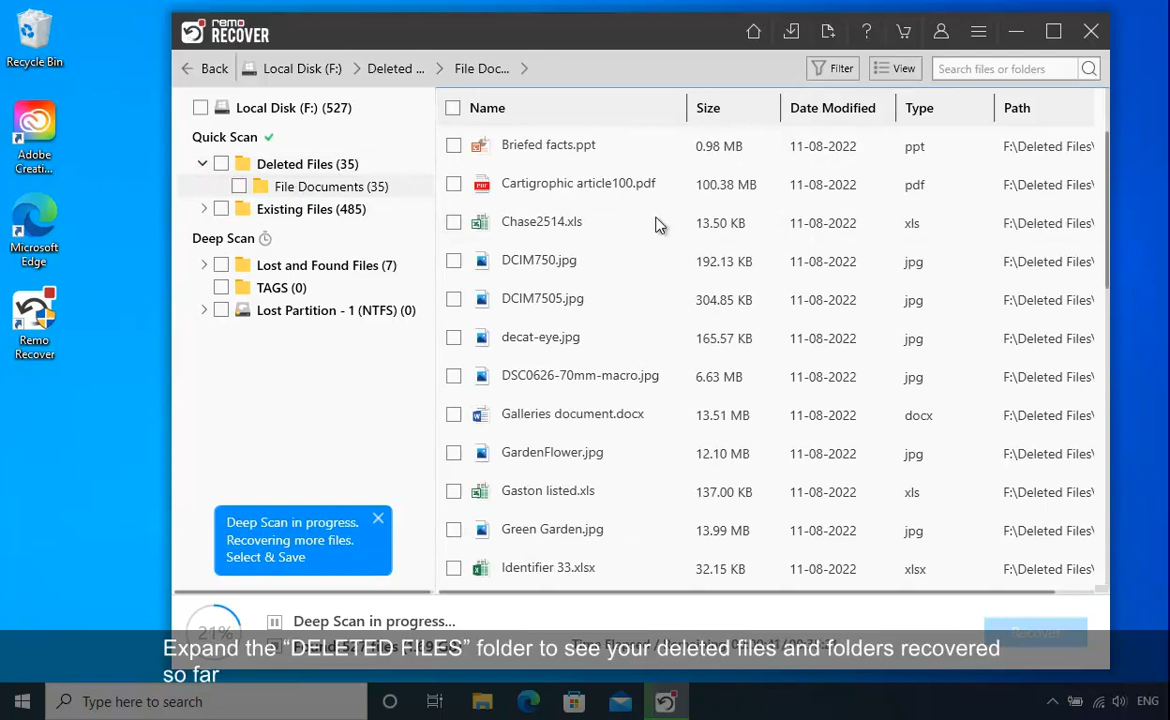 Recycle Bin
Adobe
Creati...
Microsoft
Edge
Remo
Recover
remo
RECOVER
Back
Local Disk (F:)
Deleted ...
File Doc...
Filter
View
Search files or folders
Local Disk (F:) (527)
Quick Scan
Deleted Files (35)
File Documents (35)
Existing Files (485)
Deep Scan
Lost and Found Files (7)
TAGS (0)
Lost Partition - 1 (NTFS) (0)
Name Size Date Modified Type Path
Briefed facts.ppt 0.98 MB 11-08-2022 ppt F:\Deleted Files\
Cartigrophic article100.pdf 100.38 MB 11-08-2022 pdf F:\Deleted Files\
Chase2514.xls 13.50 KB 11-08-2022 xls F:\Deleted Files\
DCIM750.jpg 192.13 KB 11-08-2022 jpg F:\Deleted Files\
DCIM7505.jpg 304.85 KB 11-08-2022 jpg F:\Deleted Files\
decat-eye.jpg 165.57 KB 11-08-2022 jpg F:\Deleted Files\
DSC0626-70mm-macro.jpg 6.63 MB 11-08-2022 jpg F:\Deleted Files\
Galleries document.docx 13.51 MB 11-08-2022 docx F:\Deleted Files\
GardenFlower.jpg 12.10 MB 11-08-2022 jpg F:\Deleted Files\
Gaston listed.xls 137.00 KB 11-08-2022 xls F:\Deleted Files\
Green Garden.jpg 13.99 MB 11-08-2022 jpg F:\Deleted Files\
Identifier 33.xlsx 32.15 KB 11-08-2022 xlsx F:\Deleted Files\
Deep Scan in progress.
Recovering more files.
Select & Save
21%
Deep Scan in progress...
Recover
Expand the “DELETED FILES” folder to see your deleted files and folders recovered
so far
Type here to search
ENG